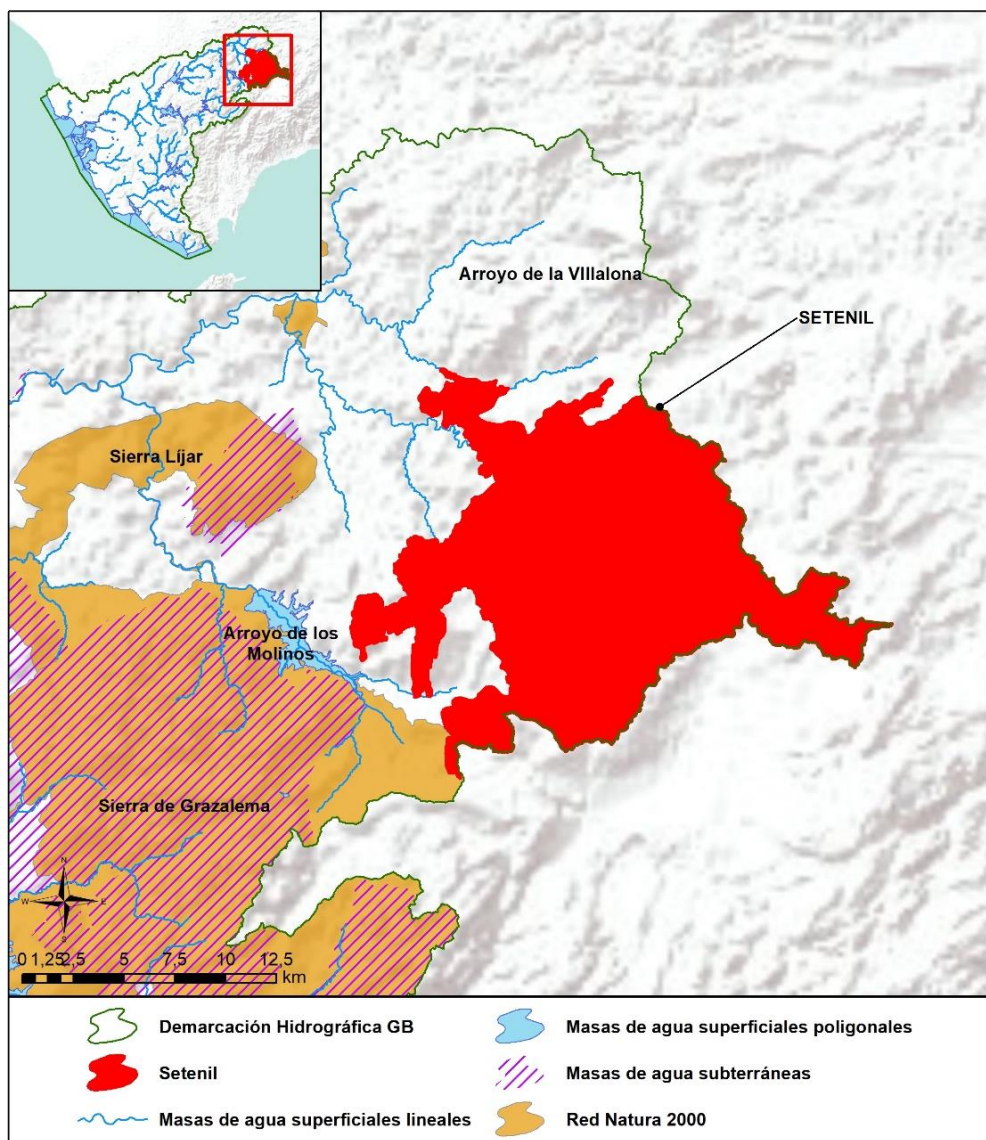 Arroyo de la VIllalona
SETENIL
Sierra Líjar
Arroyo de los
Molinos
Sierra de Grazalema
N
W
E
S
0 1,25 2,5 5 7,5 10 12,5
km
Demarcación Hidrográfica GB
Masas de agua superficiales poligonales
Setenil
Masas de agua subterráneas
Masas de agua superficiales lineales
Red Natura 2000